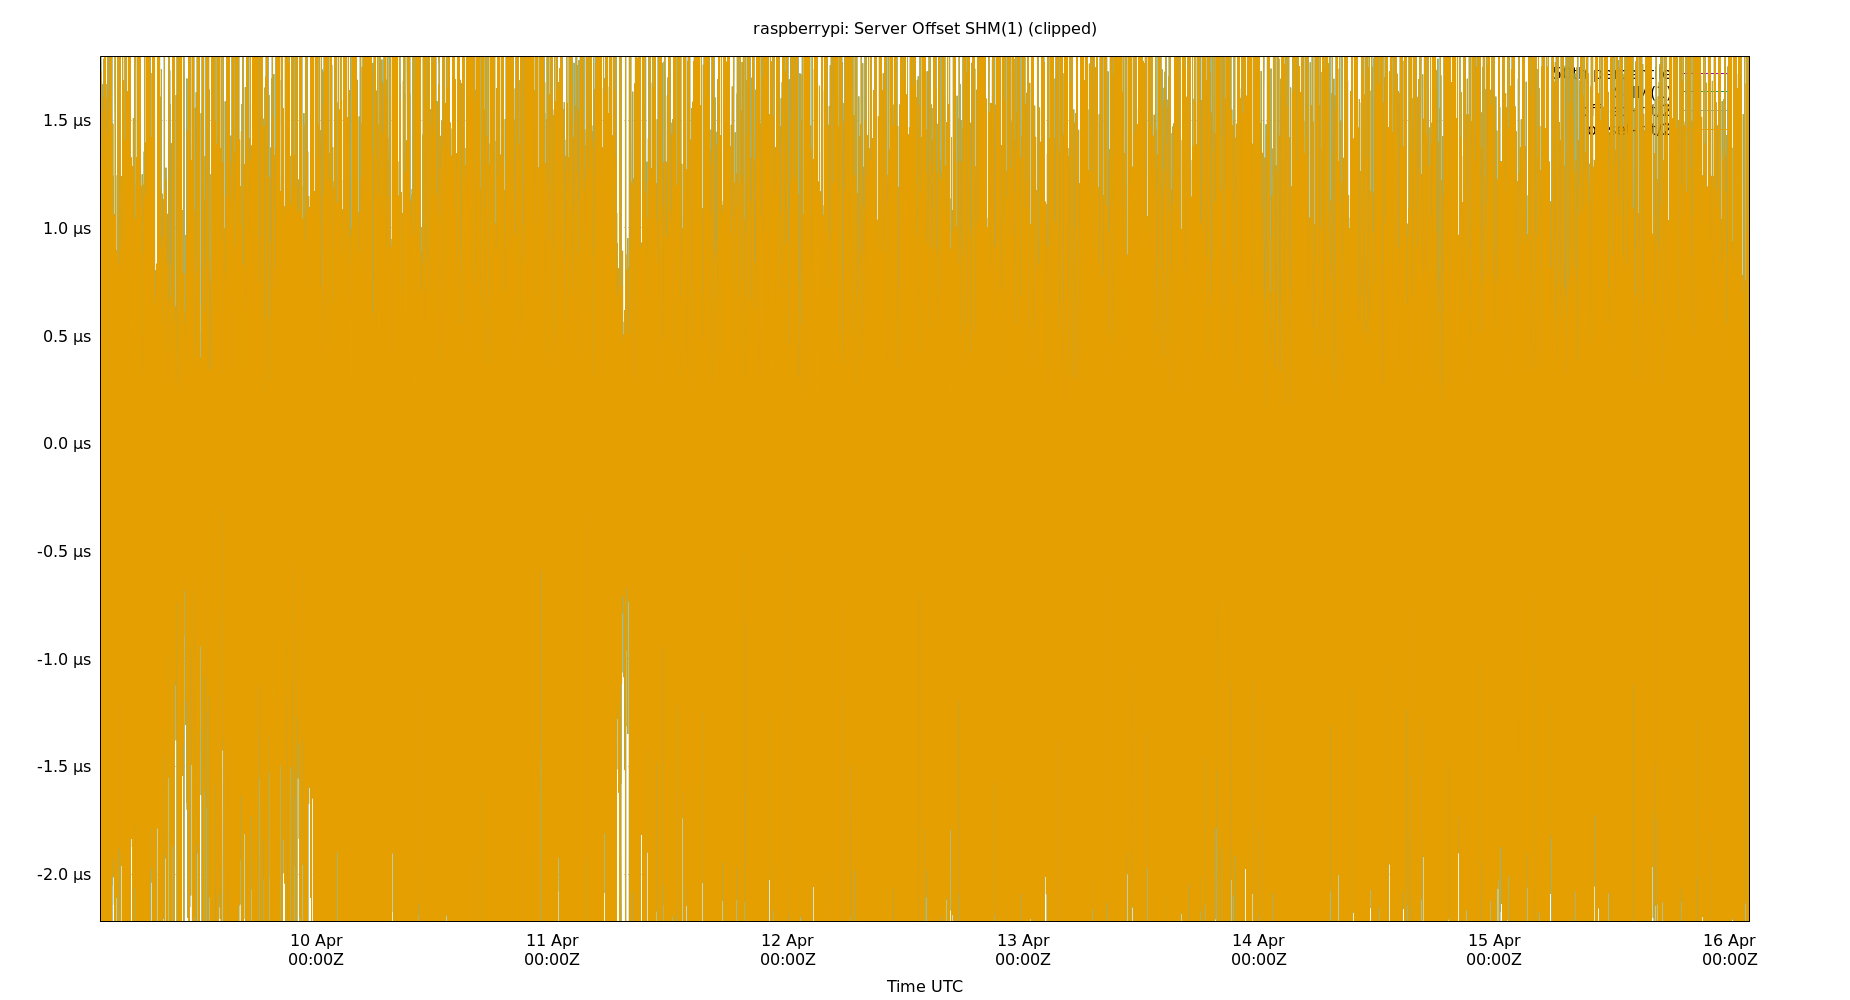 raspberrypi: Server Offset SHM(1) (clipped)
1.5 µs
1.0 µs
0.5 µs
0.0 µs
-0.5 µs
-1.0 µs
-1.5 µs
-2.0 µs
10 Apr 11 Apr 12 Apr 13 Apr 14 Apr 15 Apr 16 Apr
00:00Z 00:00Z 00:00Z 00:00Z 00:00Z 00:00Z 00:00Z
Time UTC